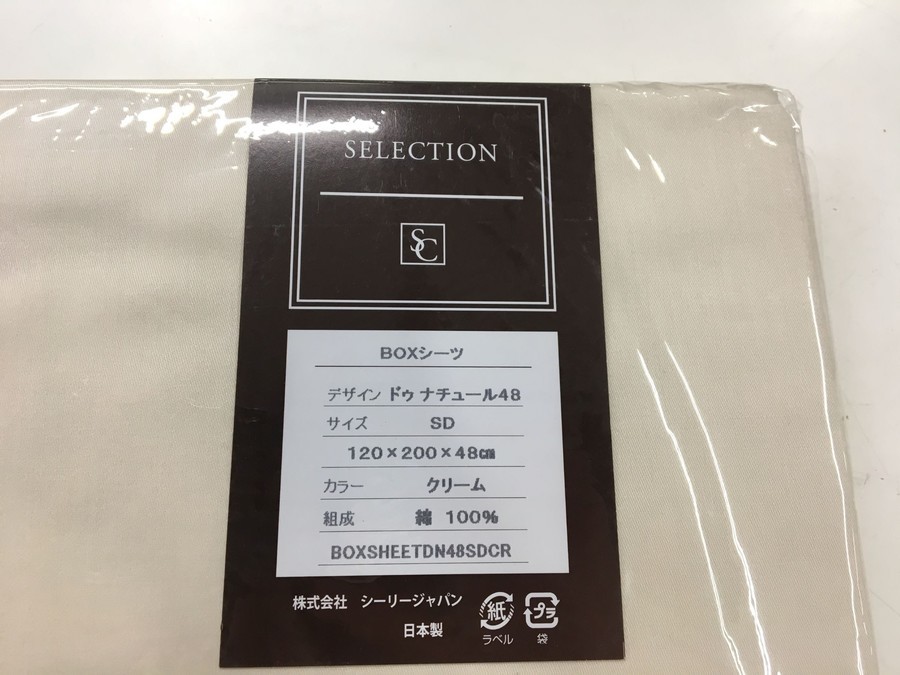 SELECTION
SC
BOXシーツ
デザイン ドゥ ナチュール48
サイズ SD
120×200×48㎝
カラー クリーム
組成 綿 100%
BOXSHEETDN48SDCR
株式会社 シーリージャパン
日本製
紙
ラベル
プラ
袋